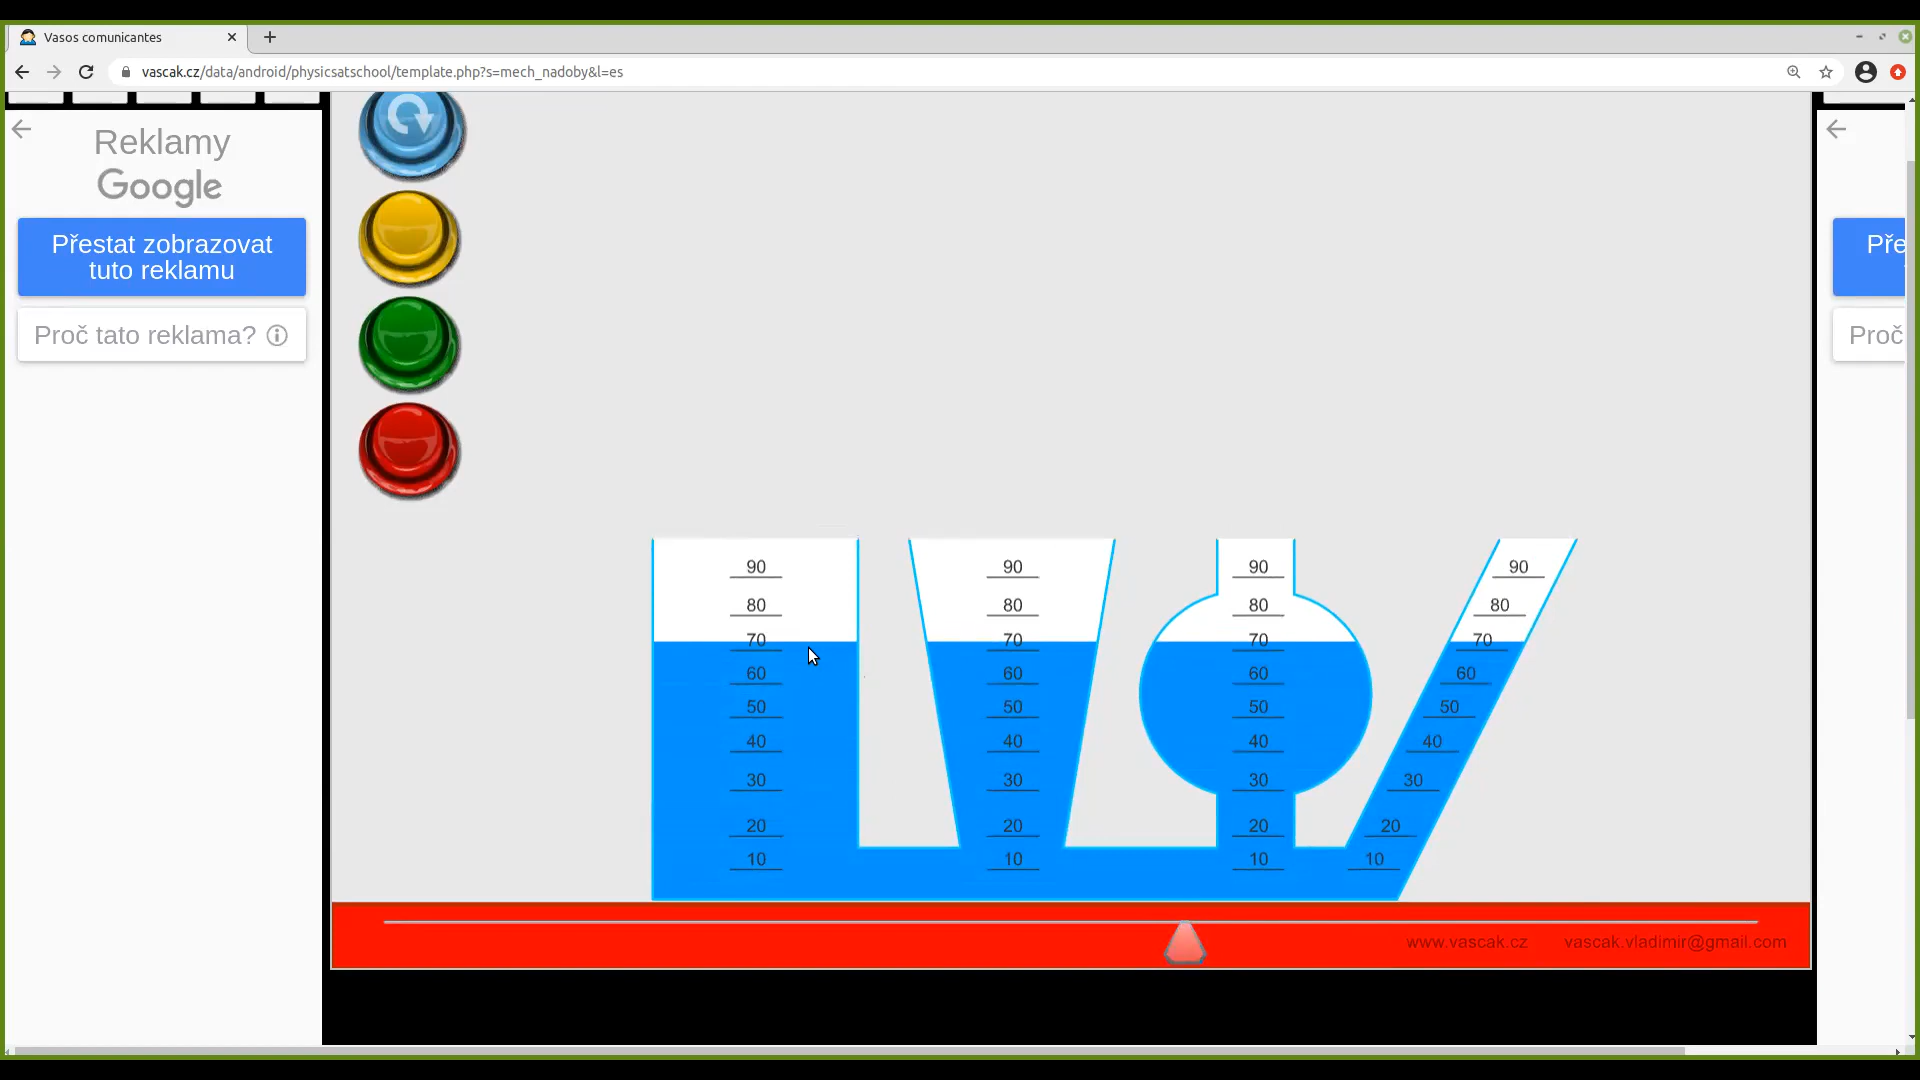 Vasos comunicantes
vascak.cz/data/android/physicsatschool/template.php?s=mech_nadoby&l=es
Reklamy
Google
Přestat zobrazovat
tuto reklamu
Proč tato reklama?
Pře
Proč
90 90 90 90
80 80 80 80
70 70 70 70
60 60 60 60
50 50 50 50
40 40 40 40
30 30 30 30
20 20 20 20
10 10 10 10
www.vascak.cz vascak.vladimir@gmail.com